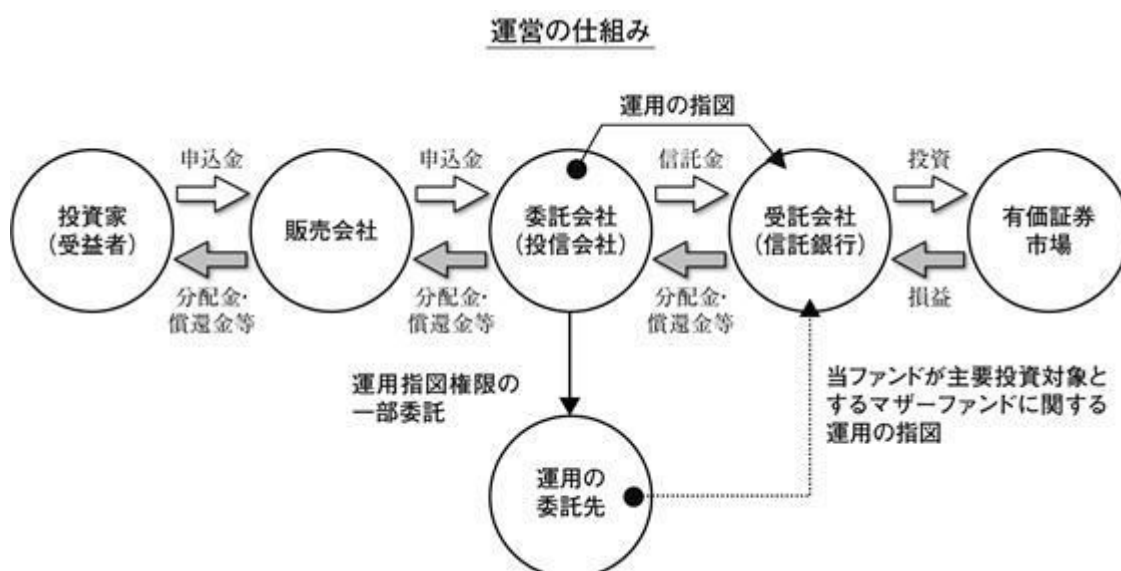 運営の仕組み
運用の指図
申込金
申込金
信託金
投資
投資家
（受益者）
販売会社
委託会社
（投信会社）
受託会社
（信託銀行）
有価証券
市場
分配金・
償還金等
分配金・
償還金等
分配金・
償還金等
損益
運用指図権限の
一部委託
当ファンドが主要投資対象と
するマザーファンドに関する
運用の指図
運用の
委託先